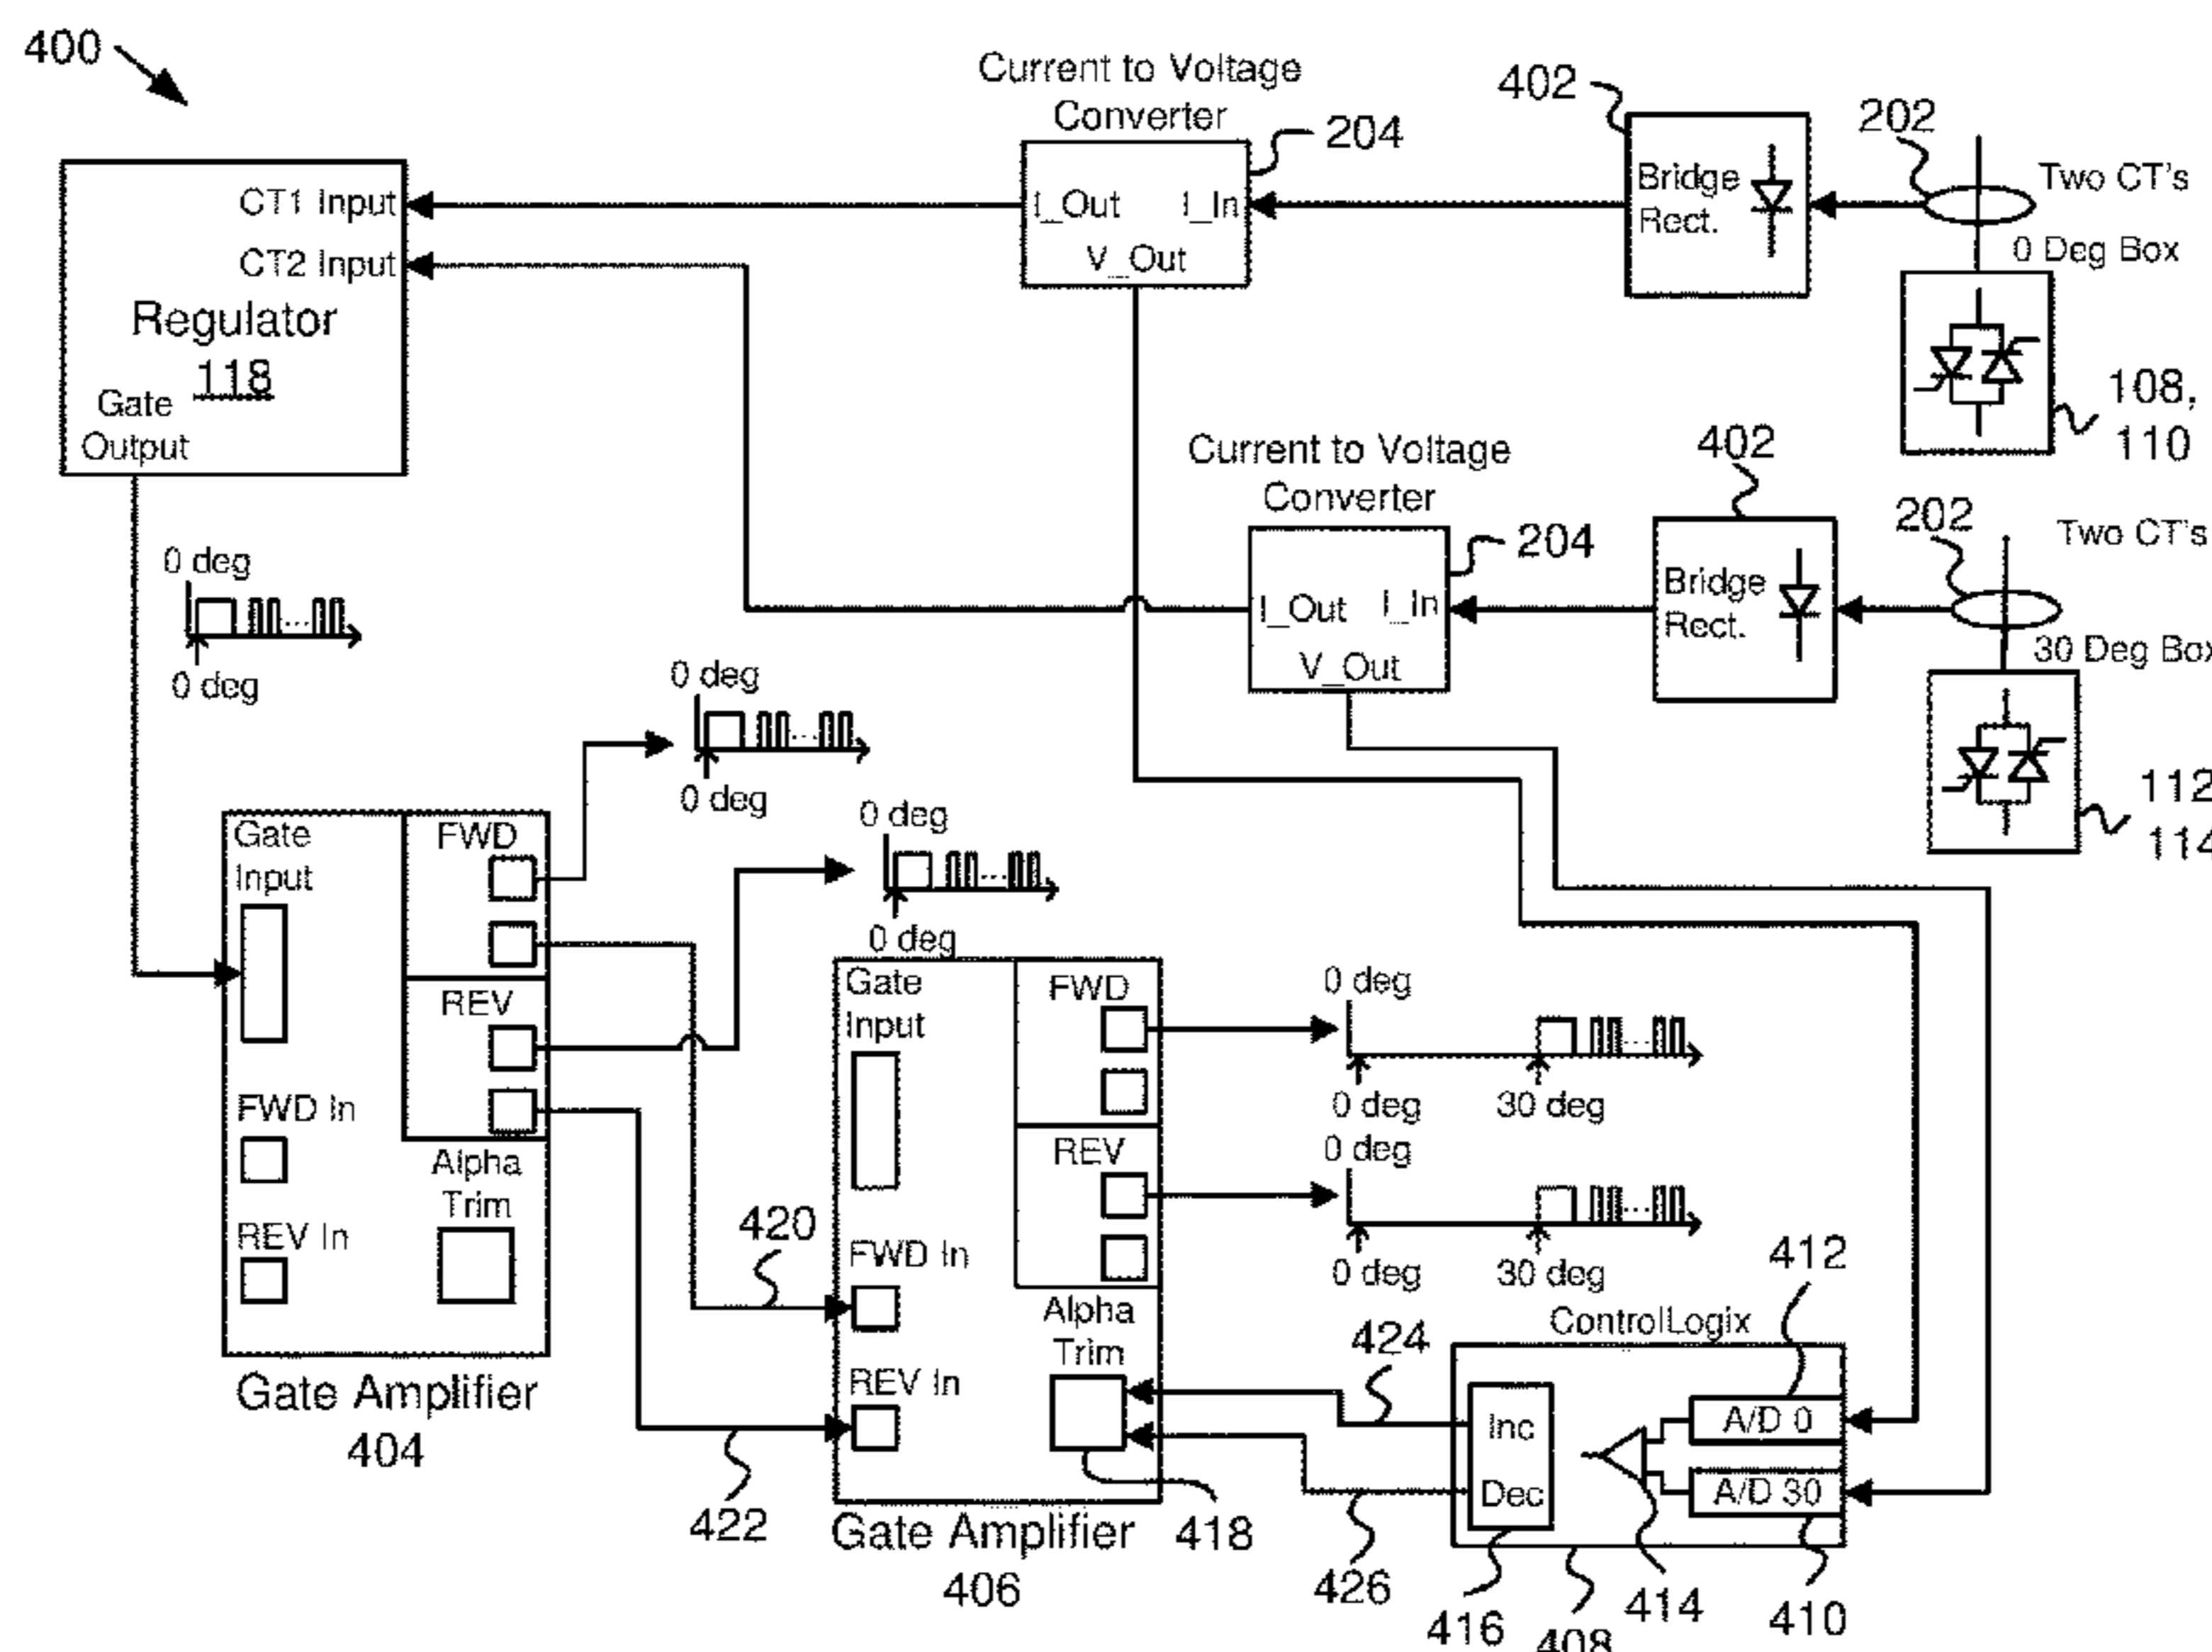 400
Current to Voltage
Converter
204
402
202
Two CT's
0 Deg Box
108,
110
CT1 Input
CT2 Input
Regulator
118
Gate
Output
I_Out I_In
V_Out
Bridge
Rect.
Current to Voltage
Converter
204
402
202
Two CT's
30 Deg Box
112
114
I_Out I_In
V_Out
Bridge
Rect.
0 deg
0 deg
0 deg
0 deg
0 deg
0 deg
Gate
Input
FWD
REV
FWD In
REV In
Alpha
Trim
Gate Amplifier
404
420
422
Gate
Input
FWD
REV
FWD In
REV In
Alpha
Trim
Gate Amplifier
406
418
0 deg
0 deg 30 deg
0 deg
0 deg 30 deg
412
ControlLogix
424
Inc
Dec
A/D 0
A/D 30
426
416
408
414
410